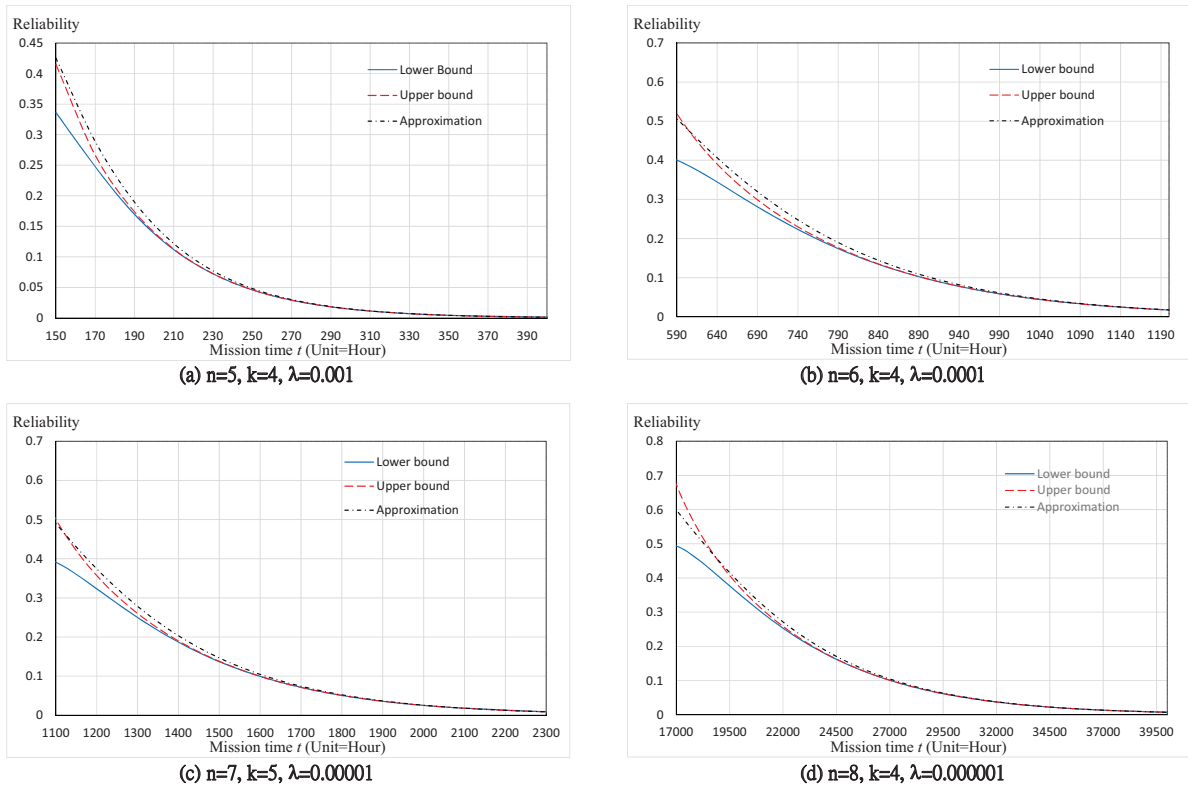 Reliability
0.45
0.4
0.35
0.3
0.25
0.2
0.15
0.1
0.05
0
Lower Bound
Upper bound
Approximation
150 170 190 210 230 250 270 290 310 330 350 370 390
Mission time t (Unit=Hour)
(a) n=5, k=4, λ=0.001
Reliability
0.7
0.6
0.5
0.4
0.3
0.2
0.1
0
Lower bound
Upper bound
Approximation
590 640 690 740 790 840 890 940 990 1040 1090 1140 1190
Mission time t (Unit=Hour)
(b) n=6, k=4, λ=0.0001
Reliability
0.7
0.6
0.5
0.4
0.3
0.2
0.1
0
Lower bound
Upper bound
Approximation
1100 1200 1300 1400 1500 1600 1700 1800 1900 2000 2100 2200 2300
Mission time t (Unit=Hour)
(c) n=7, k=5, λ=0.00001
Reliability
0.8
0.7
0.6
0.5
0.4
0.3
0.2
0.1
0
Lower bound
Upper bound
Approximation
17000 19500 22000 24500 27000 29500 32000 34500 37000 39500
Mission time t (Unit=Hour)
(d) n=8, k=4, λ=0.000001